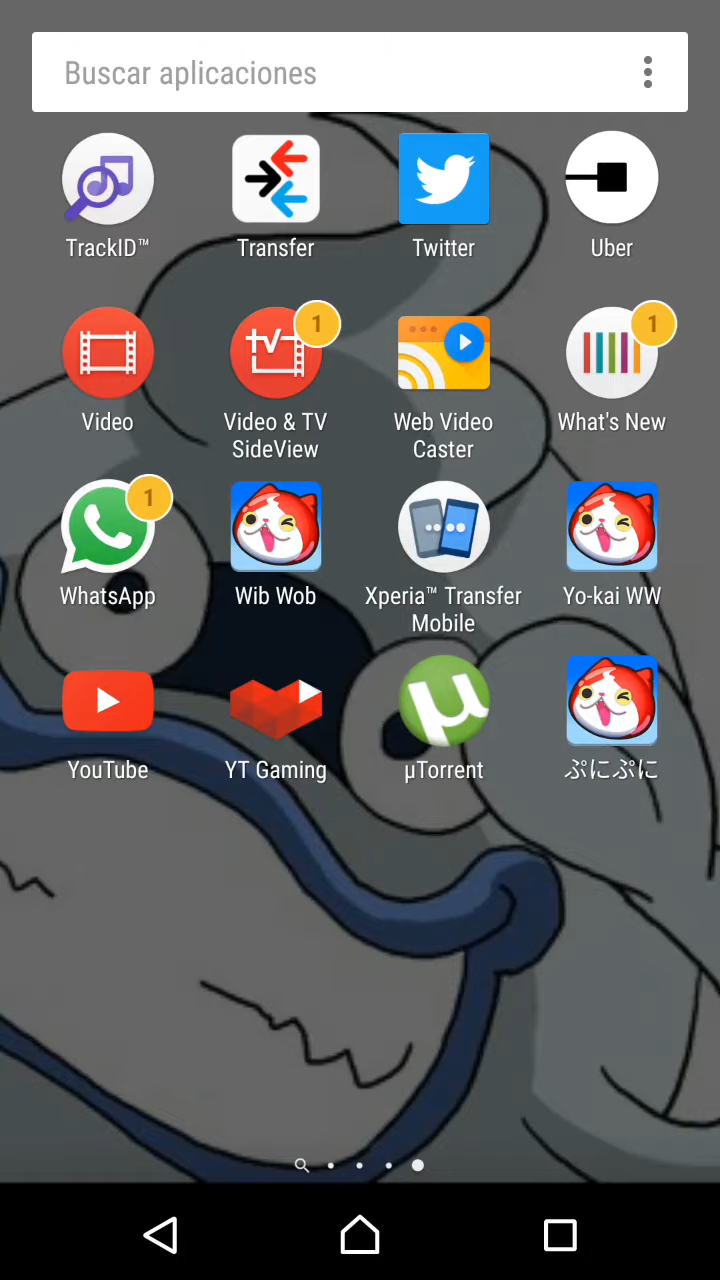 Buscar aplicaciones
TrackID™
Transfer
Twitter
Uber
1
1
Video
Video & TV
SideView
Web Video
Caster
What's New
1
WhatsApp
Wib Wob
Xperia™ Transfer
Mobile
Yo-kai WW
YouTube
YT Gaming
µTorrent
ぷにぷに